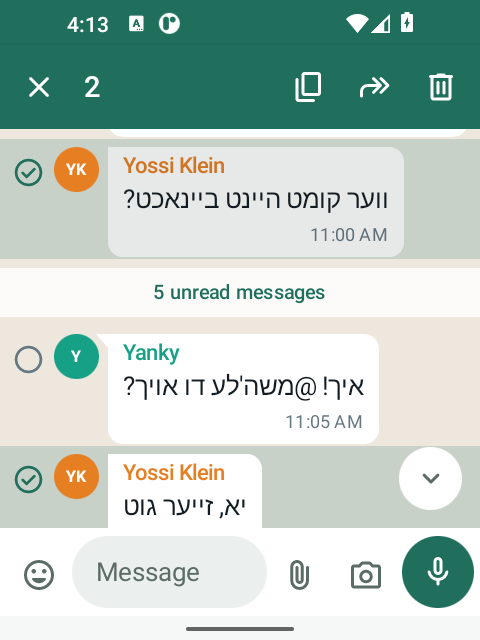 4:13
A
2
YK
Yossi Klein
ווער קומט היינט ביינאכט?
11:00 AM
5 unread messages
Y
Yanky
איך! @משה'לע דו אויך?
11:05 AM
YK
Yossi Klein
יא, זייער גוט
Message